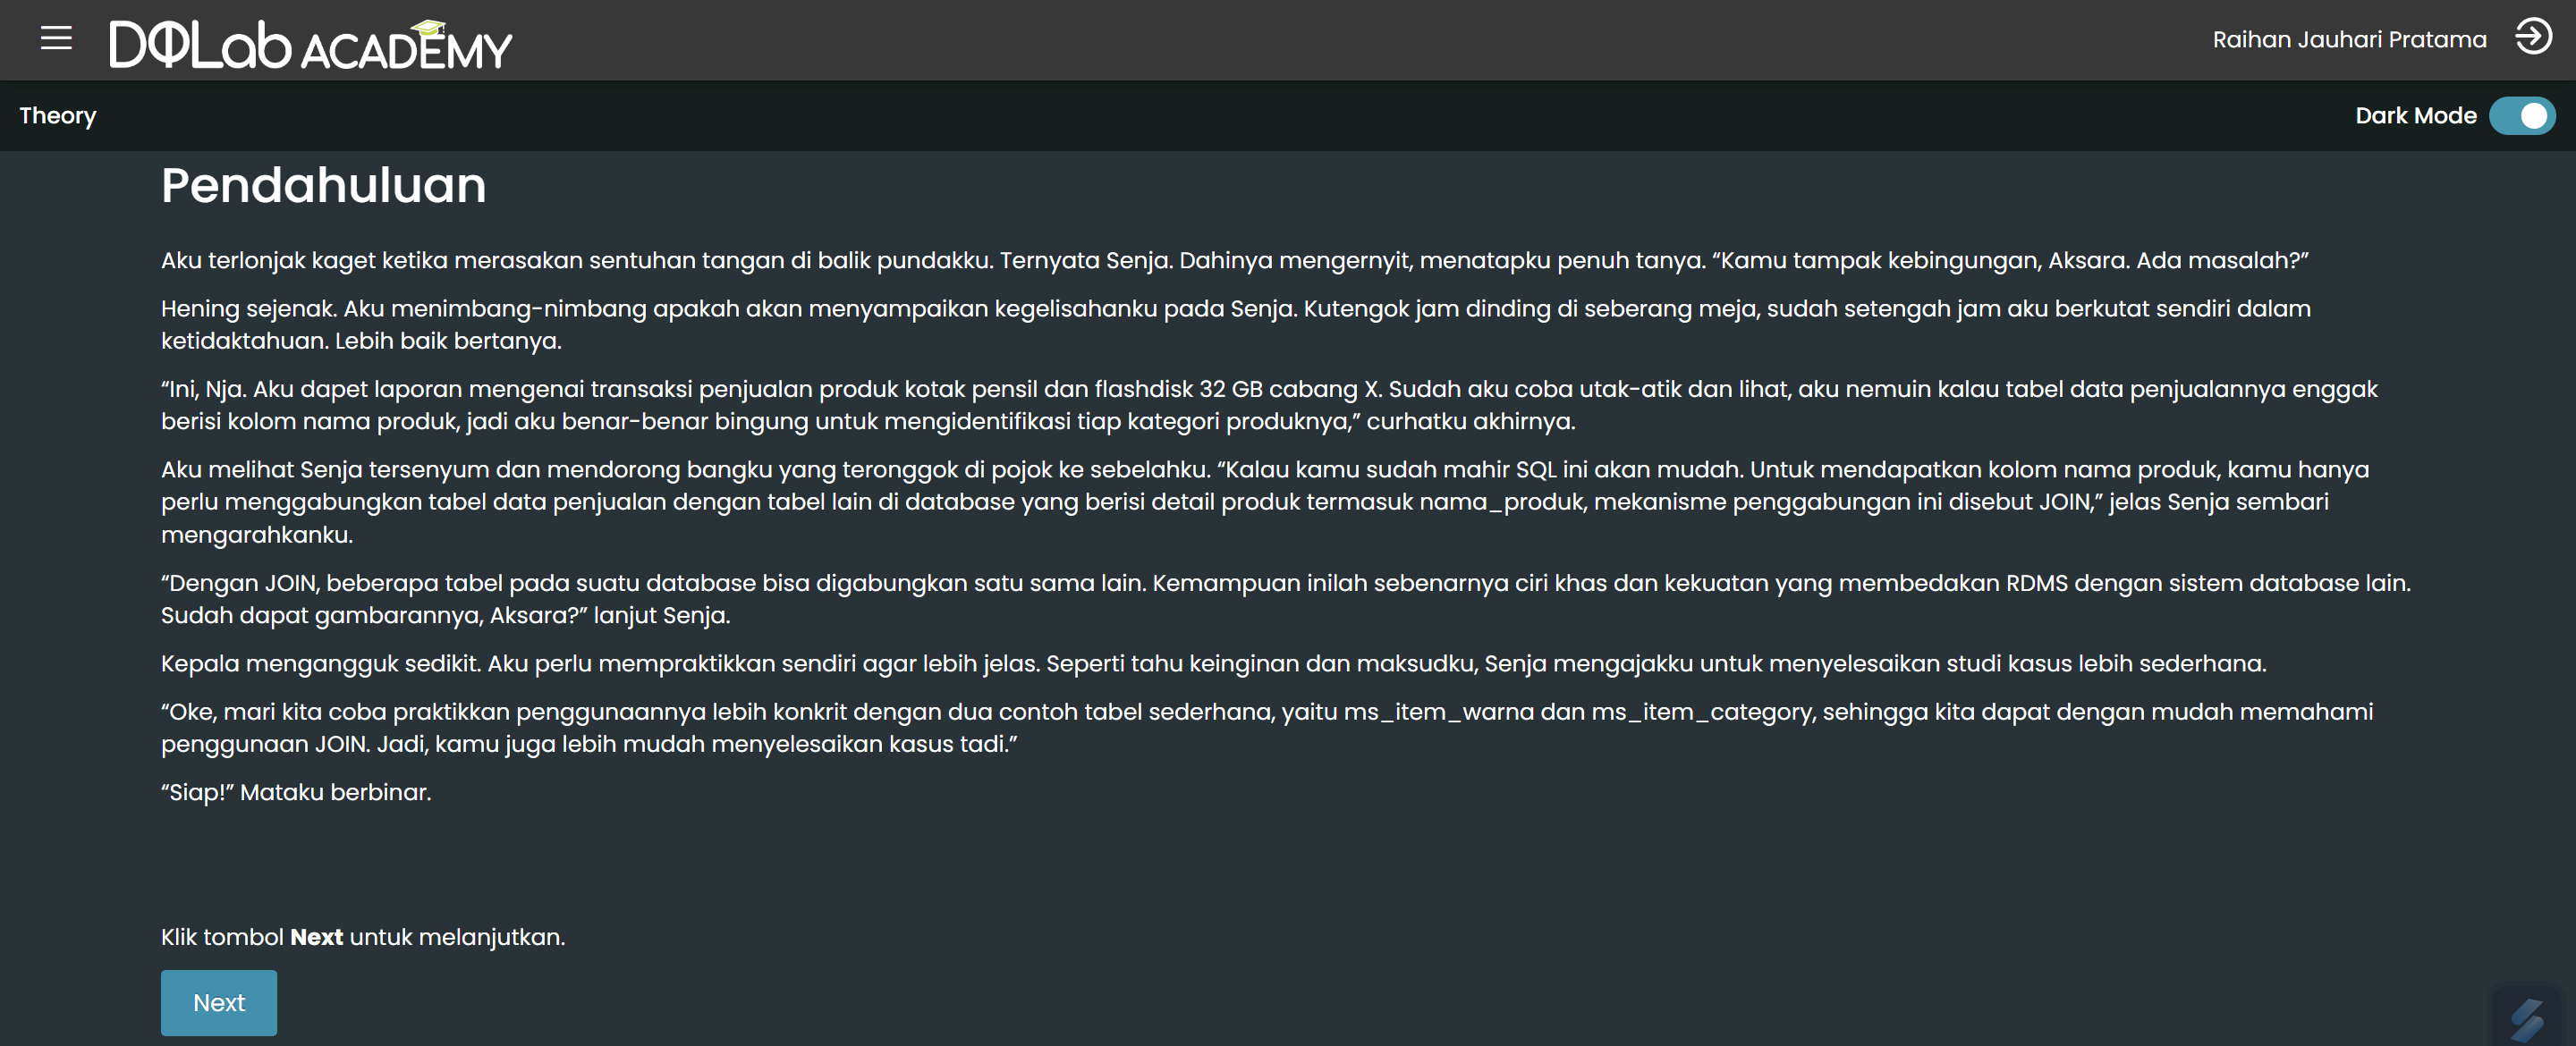 DQLab ACADEMY
Raihan Jauhari Pratama
Theory
Dark Mode
Pendahuluan
Aku terlonjak kaget ketika merasakan sentuhan tangan di balik pundakku. Ternyata Senja. Dahinya mengernyit, menatapku penuh tanya. “Kamu tampak kebingungan, Aksara. Ada masalah?”
Hening sejenak. Aku menimbang-nimbang apakah akan menyampaikan kegelisahanku pada Senja. Kutengok jam dinding di seberang meja, sudah setengah jam aku berkutat sendiri dalam
ketidaktahuan. Lebih baik bertanya.
“Ini, Nja. Aku dapet laporan mengenai transaksi penjualan produk kotak pensil dan flashdisk 32 GB cabang X. Sudah aku coba utak-atik dan lihat, aku nemuin kalau tabel data penjualannya enggak
berisi kolom nama produk, jadi aku benar-benar bingung untuk mengidentifikasi tiap kategori produknya,” curhatku akhirnya.
Aku melihat Senja tersenyum dan mendorong bangku yang teronggok di pojok ke sebelahku. “Kalau kamu sudah mahir SQL ini akan mudah. Untuk mendapatkan kolom nama produk, kamu hanya
perlu menggabungkan tabel data penjualan dengan tabel lain di database yang berisi detail produk termasuk nama_produk, mekanisme penggabungan ini disebut JOIN,” jelas Senja sembari
mengarahkanku.
“Dengan JOIN, beberapa tabel pada suatu database bisa digabungkan satu sama lain. Kemampuan inilah sebenarnya ciri khas dan kekuatan yang membedakan RDMS dengan sistem database lain.
Sudah dapat gambarannya, Aksara?” lanjut Senja.
Kepala mengangguk sedikit. Aku perlu mempraktikkan sendiri agar lebih jelas. Seperti tahu keinginan dan maksudku, Senja mengajakku untuk menyelesaikan studi kasus lebih sederhana.
“Oke, mari kita coba praktikkan penggunaannya lebih konkrit dengan dua contoh tabel sederhana, yaitu ms_item_warna dan ms_item_category, sehingga kita dapat dengan mudah memahami
penggunaan JOIN. Jadi, kamu juga lebih mudah menyelesaikan kasus tadi.”
“Siap!” Mataku berbinar.
Klik tombol Next untuk melanjutkan.
Next